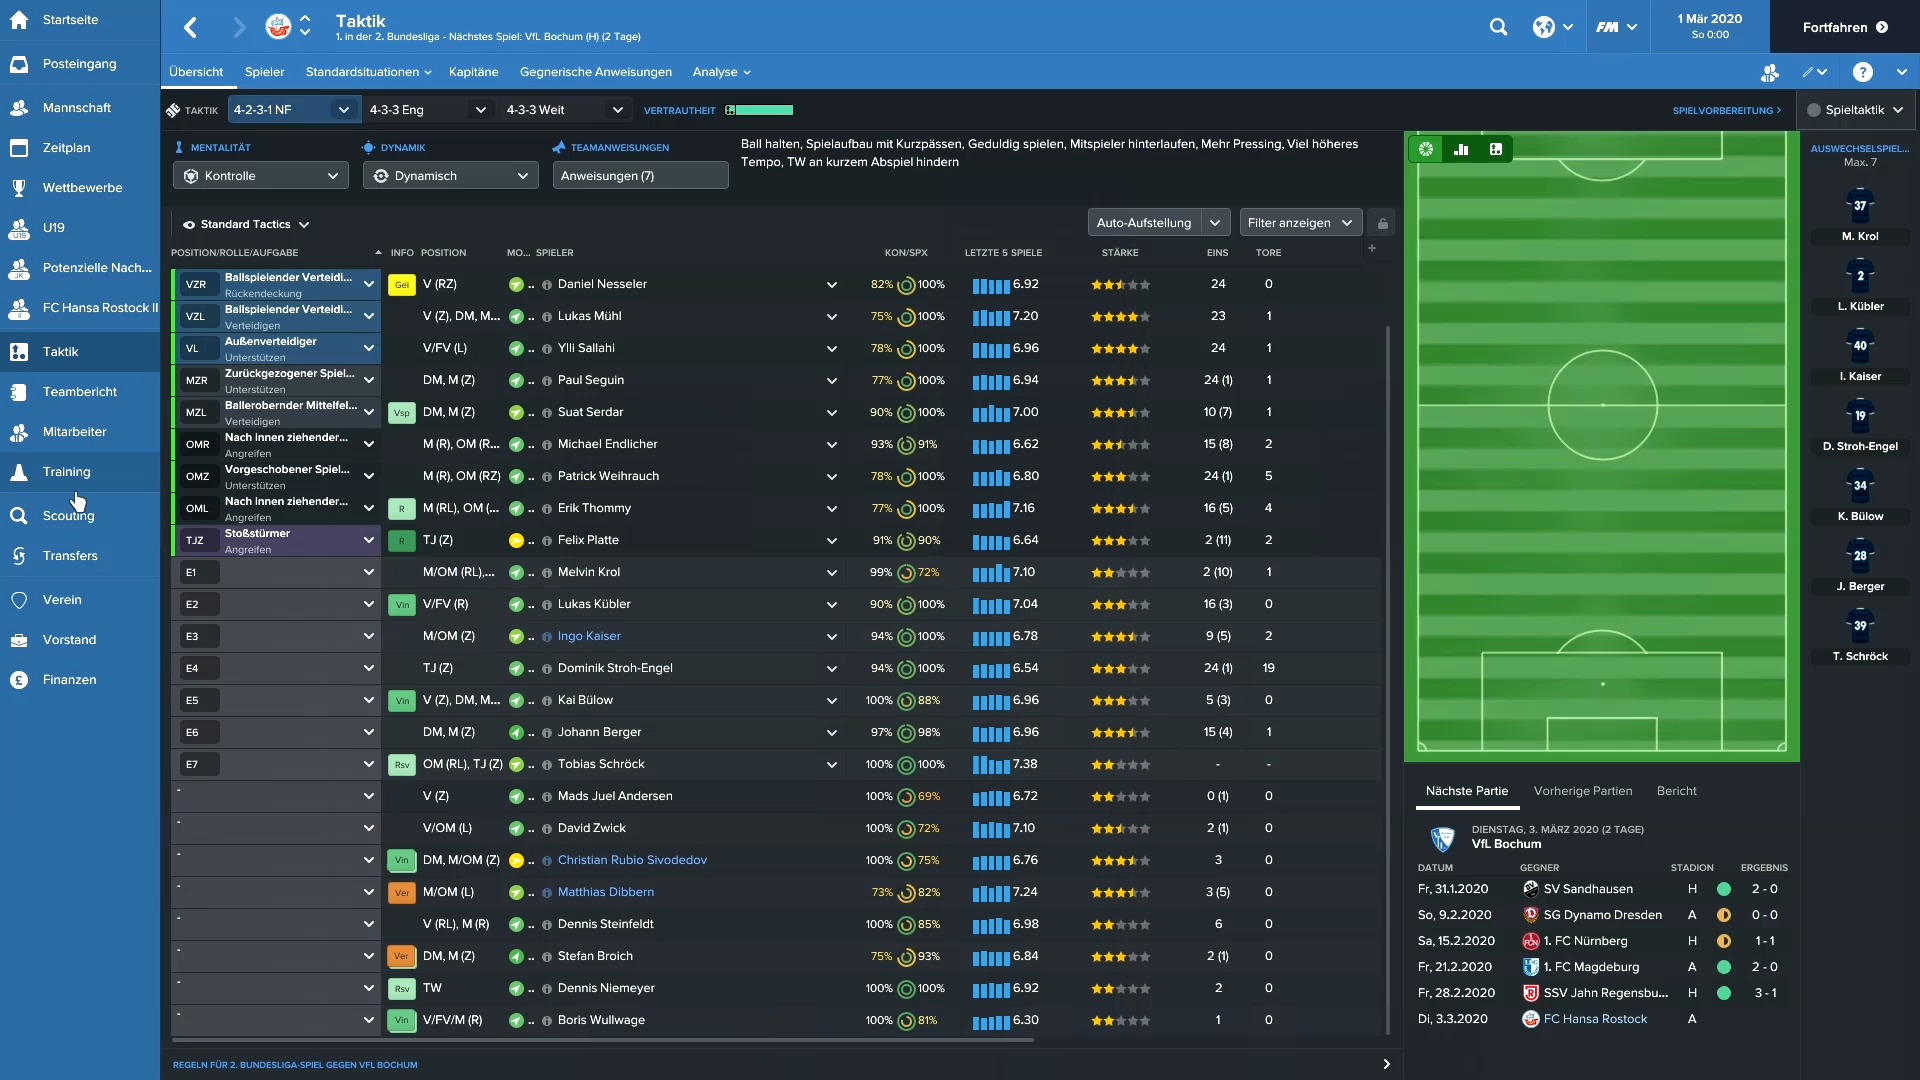 Startseite
Posteingang
Mannschaft
Zeitplan
Wettbewerbe
U19
U19
Potenzielle Nach...
JK
FC Hansa Rostock II
II
Taktik
Teambericht
Mitarbeiter
Training
Scouting
Transfers
Verein
Vorstand
Finanzen
Taktik
1. in der 2. Bundesliga - Nächstes Spiel: VfL Bochum (H) (2 Tage)
FM
1 Mär 2020
So 0:00
Fortfahren
Übersicht Spieler Standardsituationen Kapitäne Gegnerische Anweisungen Analyse
?
TAKTIK 4-2-3-1 NF 4-3-3 Eng 4-3-3 Weit VERTRAUTHEIT SPIELVORBEREITUNG > Spieltaktik
MENTALITÄT DYNAMIK TEAMANWEISUNGEN
Kontrolle Dynamisch Anweisungen (7)
Ball halten, Spielaufbau mit Kurzpässen, Geduldig spielen, Mitspieler hinterlaufen, Mehr Pressing, Viel höheres
Tempo, TW an kurzem Abspiel hindern
Standard Tactics Auto-Aufstellung Filter anzeigen
POSITION/ROLLE/AUFGABE INFO POSITION MO... SPIELER KON/SPX LETZTE 5 SPIELE STÄRKE EINS TORE +
VZR Ballspielender Verteidi... Rückendeckung Gel V (RZ) .. Daniel Nesseler 82% 100% 6.92 24 0
VZL Ballspielender Verteidi... Verteidigen V (Z), DM, M... .. Lukas Mühl 75% 100% 7.20 23 1
VL Außenverteidiger Unterstützen V/FV (L) .. Ylli Sallahi 78% 100% 6.96 24 1
MZR Zurückgezogener Spiel... Unterstützen DM, M (Z) .. Paul Seguin 77% 100% 6.94 24 (1) 1
MZL Ballerobernder Mittelfel... Verteidigen Vsp DM, M (Z) .. Suat Serdar 90% 100% 7.00 10 (7) 1
OMR Nach innen ziehender... Angreifen M (R), OM (R... .. Michael Endlicher 93% 91% 6.62 15 (8) 2
OMZ Vorgeschobener Spiel... Unterstützen M (R), OM (RZ) .. Patrick Weihrauch 78% 100% 6.80 24 (1) 5
OML Nach innen ziehender... Angreifen R M (RL), OM (... .. Erik Thommy 77% 100% 7.16 16 (5) 4
TJZ Stoßstürmer Angreifen R TJ (Z) .. Felix Platte 91% 90% 6.64 2 (11) 2
E1 M/OM (RL),... .. Melvin Krol 99% 72% 7.10 2 (10) 1
E2 Vin V/FV (R) .. Lukas Kübler 90% 100% 7.04 16 (3) 0
E3 M/OM (Z) .. Ingo Kaiser 94% 100% 6.78 9 (5) 2
E4 TJ (Z) .. Dominik Stroh-Engel 94% 100% 6.54 24 (1) 19
E5 Vin V (Z), DM, M... .. Kai Bülow 100% 88% 6.96 5 (3) 0
E6 DM, M (Z) .. Johann Berger 97% 98% 6.96 15 (4) 1
E7 Rsv OM (RL), TJ (Z) .. Tobias Schröck 100% 100% 7.38 - -
- V (Z) .. Mads Juel Andersen 100% 69% 6.72 0 (1) 0
- V/OM (L) .. David Zwick 100% 72% 7.10 2 (1) 0
- Vin DM, M/OM (Z) .. Christian Rubio Sivodedov 100% 75% 6.76 3 0
- Ver M/OM (L) .. Matthias Dibbern 73% 82% 7.24 3 (5) 0
- V (RL), M (R) .. Dennis Steinfeldt 100% 85% 6.98 6 0
- Ver DM, M (Z) .. Stefan Broich 75% 93% 6.84 2 (1) 0
- Rsv TW .. Dennis Niemeyer 100% 100% 6.92 2 0
- Vin V/FV/M (R) .. Boris Wullwage 100% 81% 6.30 1 0
REGELN FÜR 2. BUNDESLIGA-SPIEL GEGEN VFL BOCHUM
AUSWECHSELSPIEL...
Max. 7
37
M. Krol
2
L. Kübler
40
I. Kaiser
19
D. Stroh-Engel
34
K. Bülow
28
J. Berger
39
T. Schröck
Nächste Partie Vorherige Partien Bericht
DIENSTAG, 3. MÄRZ 2020 (2 TAGE)
VfL Bochum
DATUM GEGNER STADION ERGEBNIS
Fr, 31.1.2020 SV Sandhausen H 2 - 0
So, 9.2.2020 SG Dynamo Dresden A 0 - 0
Sa, 15.2.2020 1. FC Nürnberg H 1 - 1
Fr, 21.2.2020 1. FC Magdeburg A 2 - 0
Fr, 28.2.2020 SSV Jahn Regensbu... H 3 - 1
Di, 3.3.2020 FC Hansa Rostock A